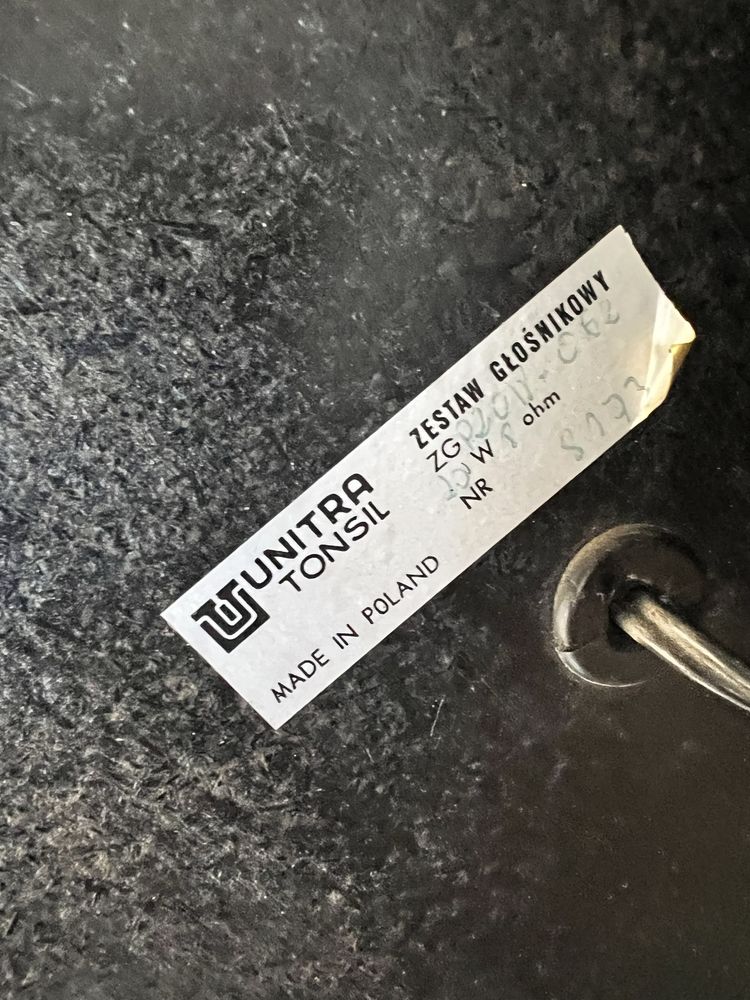 UNITRA
TONSIL
MADE IN POLAND
ZESTAW GŁOŚNIKOWY
ZG
W 8 ohm
NR